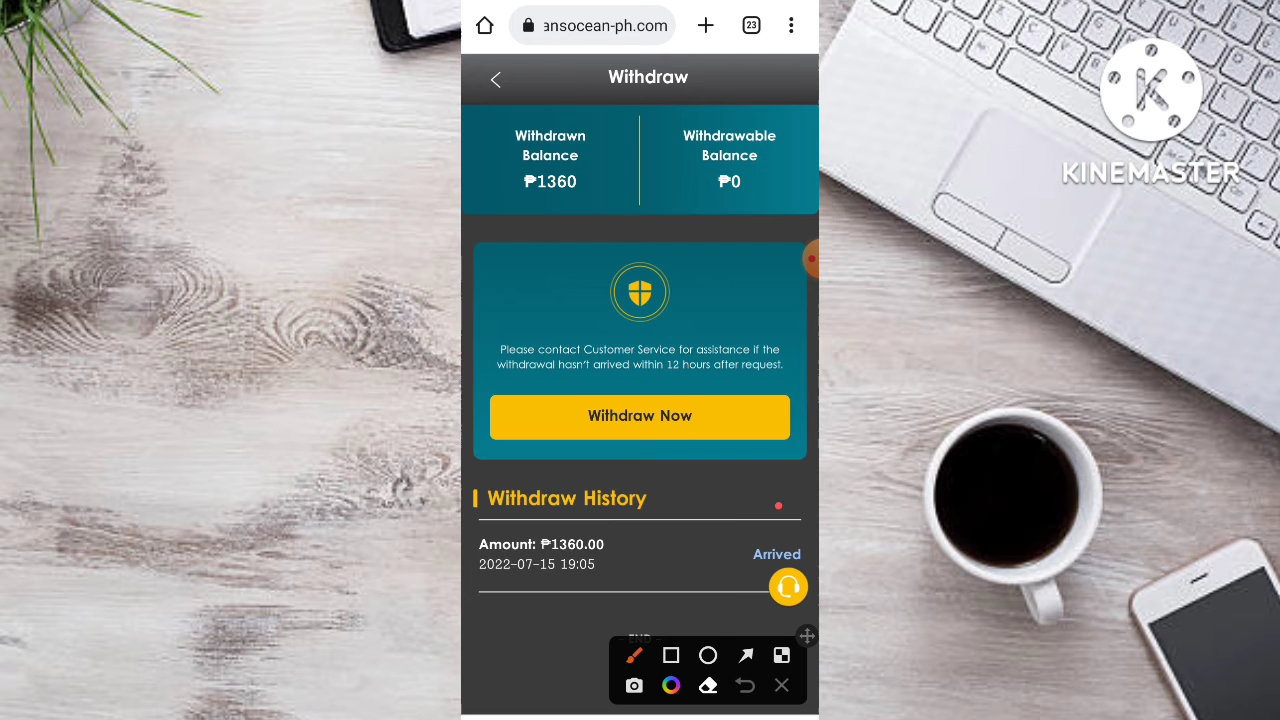 ansocean-ph.com
23
Withdraw
Withdrawn
Balance
₱1360
Withdrawable
Balance
₱0
Please contact Customer Service for assistance if the
withdrawal hasn't arrived within 12 hours after request.
Withdraw Now
Withdraw History
Amount: ₱1360.00
2022-07-15 19:05
Arrived
- END -
K
KINEMASTER